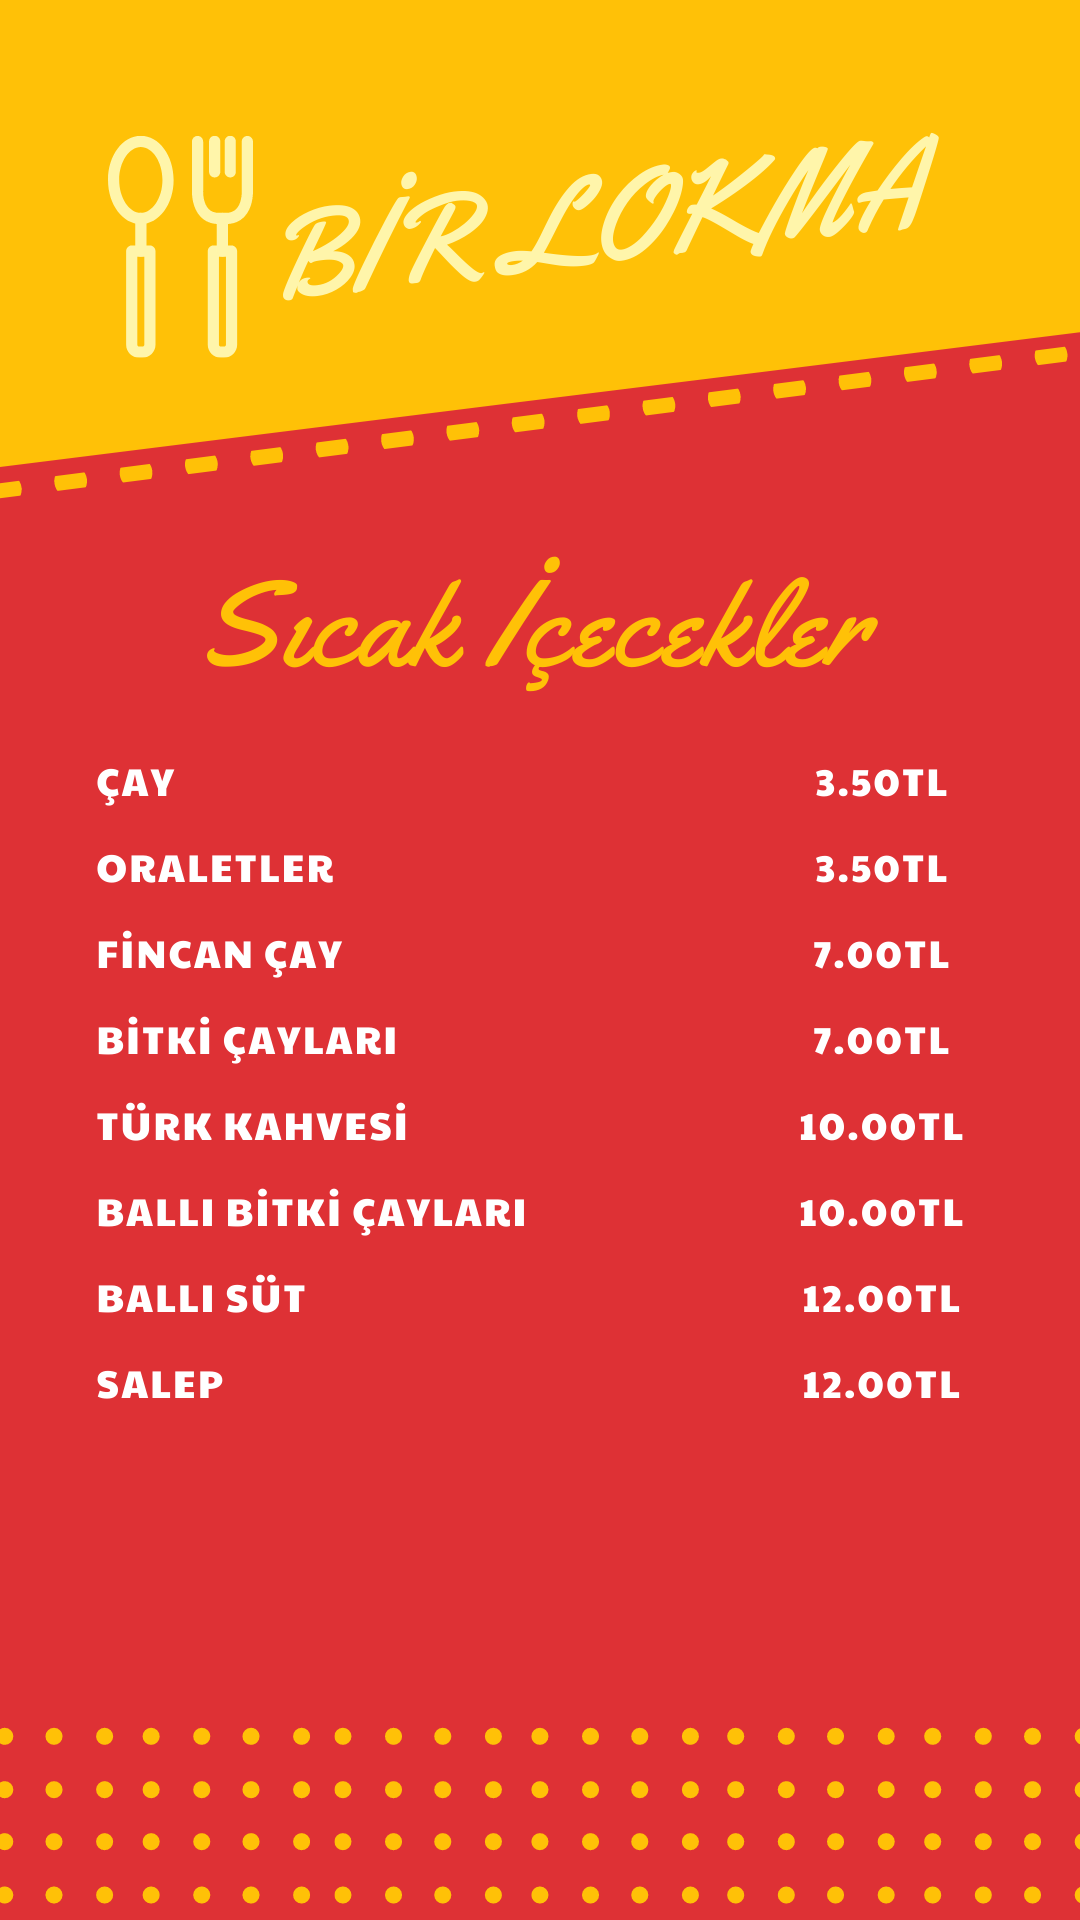 BİR LOKMA
Sıcak İçecekler
ÇAY 3.50TL
ORALETLER 3.50TL
FİNCAN ÇAY 7.00TL
BİTKİ ÇAYLARI 7.00TL
TÜRK KAHVESİ 10.00TL
BALLI BİTKİ ÇAYLARI 10.00TL
BALLI SÜT 12.00TL
SALEP 12.00TL